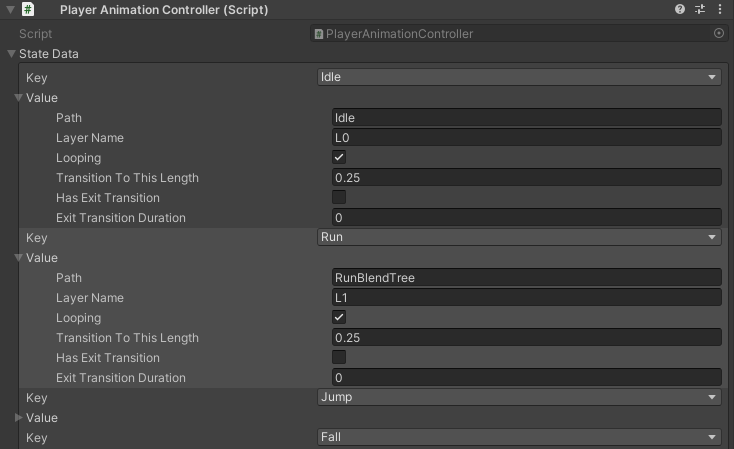 Player Animation Controller (Script)
Script PlayerAnimationController
State Data
Key Idle
Value
Path Idle
Layer Name L0
Looping
Transition To This Length 0.25
Has Exit Transition
Exit Transition Duration 0
Key Run
Value
Path RunBlendTree
Layer Name L1
Looping
Transition To This Length 0.25
Has Exit Transition
Exit Transition Duration 0
Key Jump
Value
Key Fall